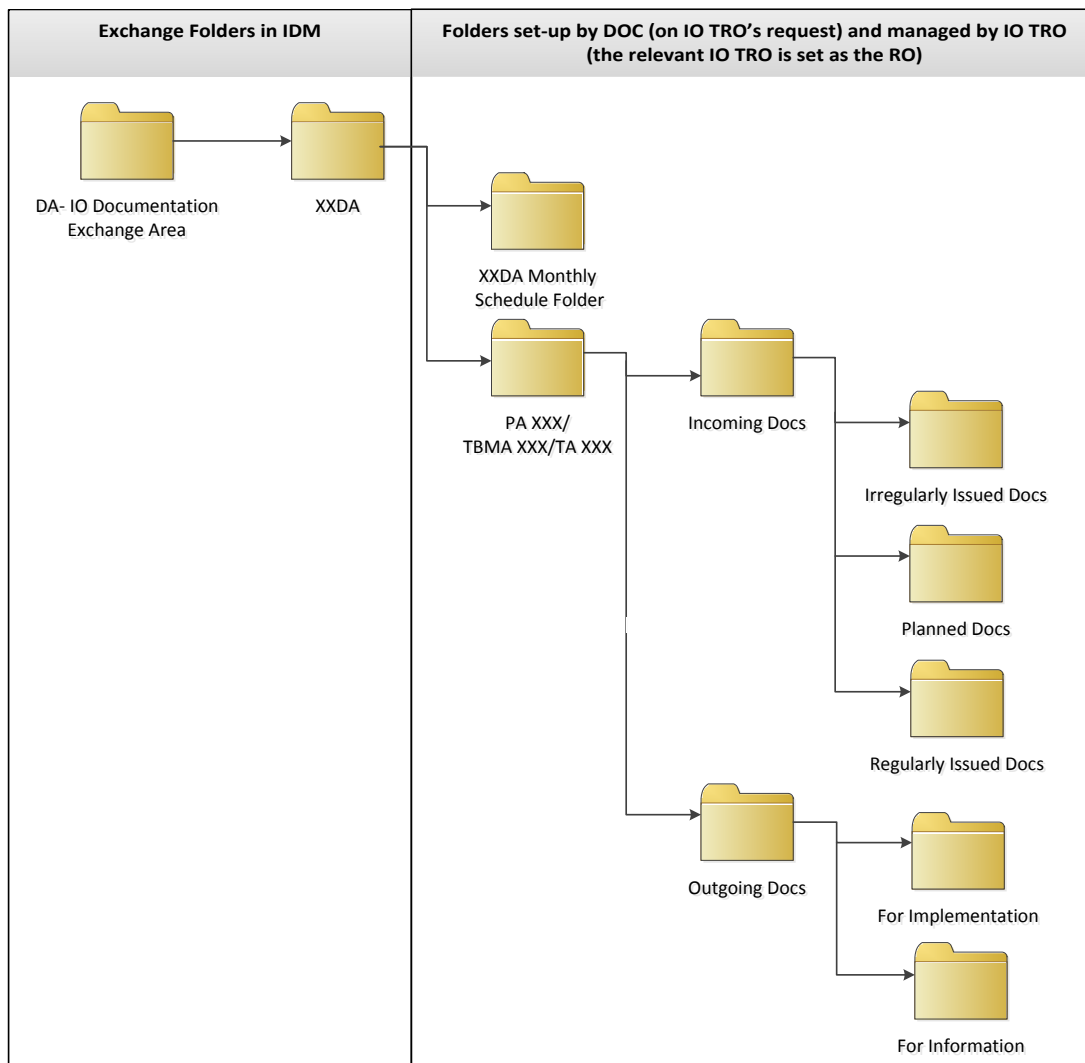 Exchange Folders in IDM
Folders set-up by DOC (on IO TRO’s request) and managed by IO TRO
(the relevant IO TRO is set as the RO)
DA- IO Documentation
Exchange Area
XXDA
XXDA Monthly
Schedule Folder
PA XXX/
TBMA XXX/TA XXX
Incoming Docs
Irregularly Issued Docs
Planned Docs
Regularly Issued Docs
Outgoing Docs
For Implementation
For Information